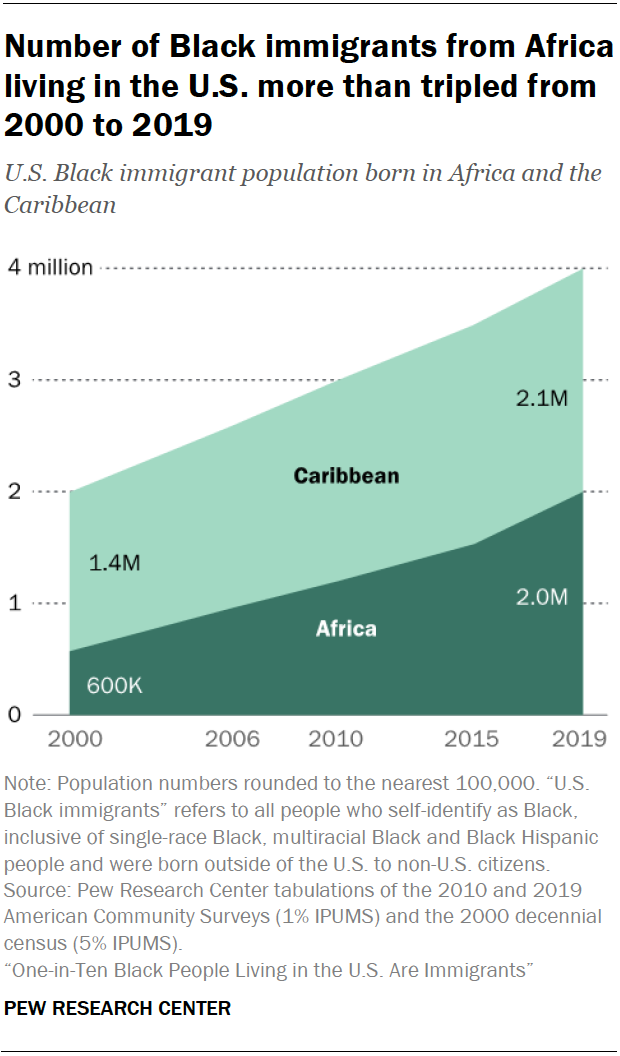 Number of Black immigrants from Africa
living in the U.S. more than tripled from
2000 to 2019
U.S. Black immigrant population born in Africa and the
Caribbean
4 million
3
2.1M
Caribbean
2
1.4M
1
2.0M
Africa
600K
0
2000 2006 2010 2015 2019
Note: Population numbers rounded to the nearest 100,000. “U.S.
Black immigrants” refers to all people who self-identify as Black,
inclusive of single-race Black, multiracial Black and Black Hispanic
people and were born outside of the U.S. to non-U.S. citizens.
Source: Pew Research Center tabulations of the 2010 and 2019
American Community Surveys (1% IPUMS) and the 2000 decennial
census (5% IPUMS).
“One-in-Ten Black People Living in the U.S. Are Immigrants”
PEW RESEARCH CENTER